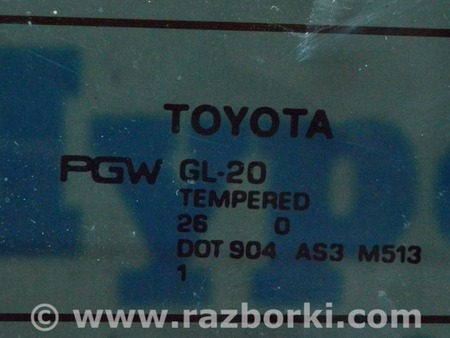 TOYOTA
PGW GL-20
TEMPERED
26 0
DOT 904 AS3 M513
1
© www.razborki.com